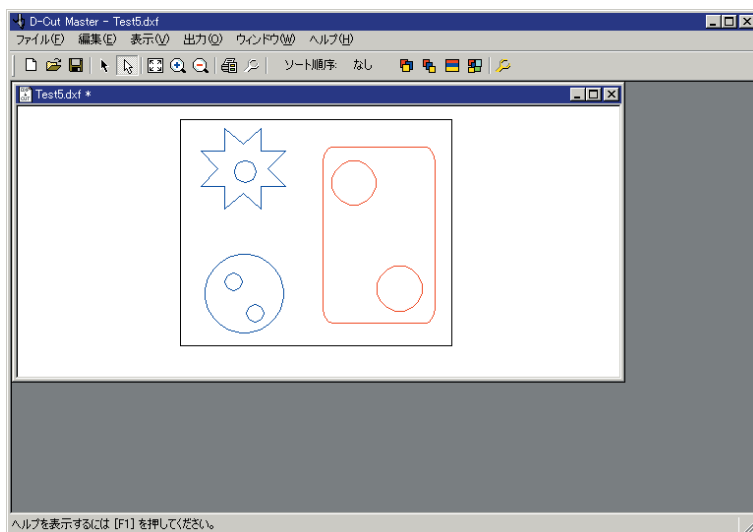 D-Cut Master - Test5.dxf
ファイル(F) 編集(E) 表示(V) 出力(O) ウィンドウ(W) ヘルプ(H)
ソート順序: なし
Test5.dxf *
ヘルプを表示するには [F1] を押してください。